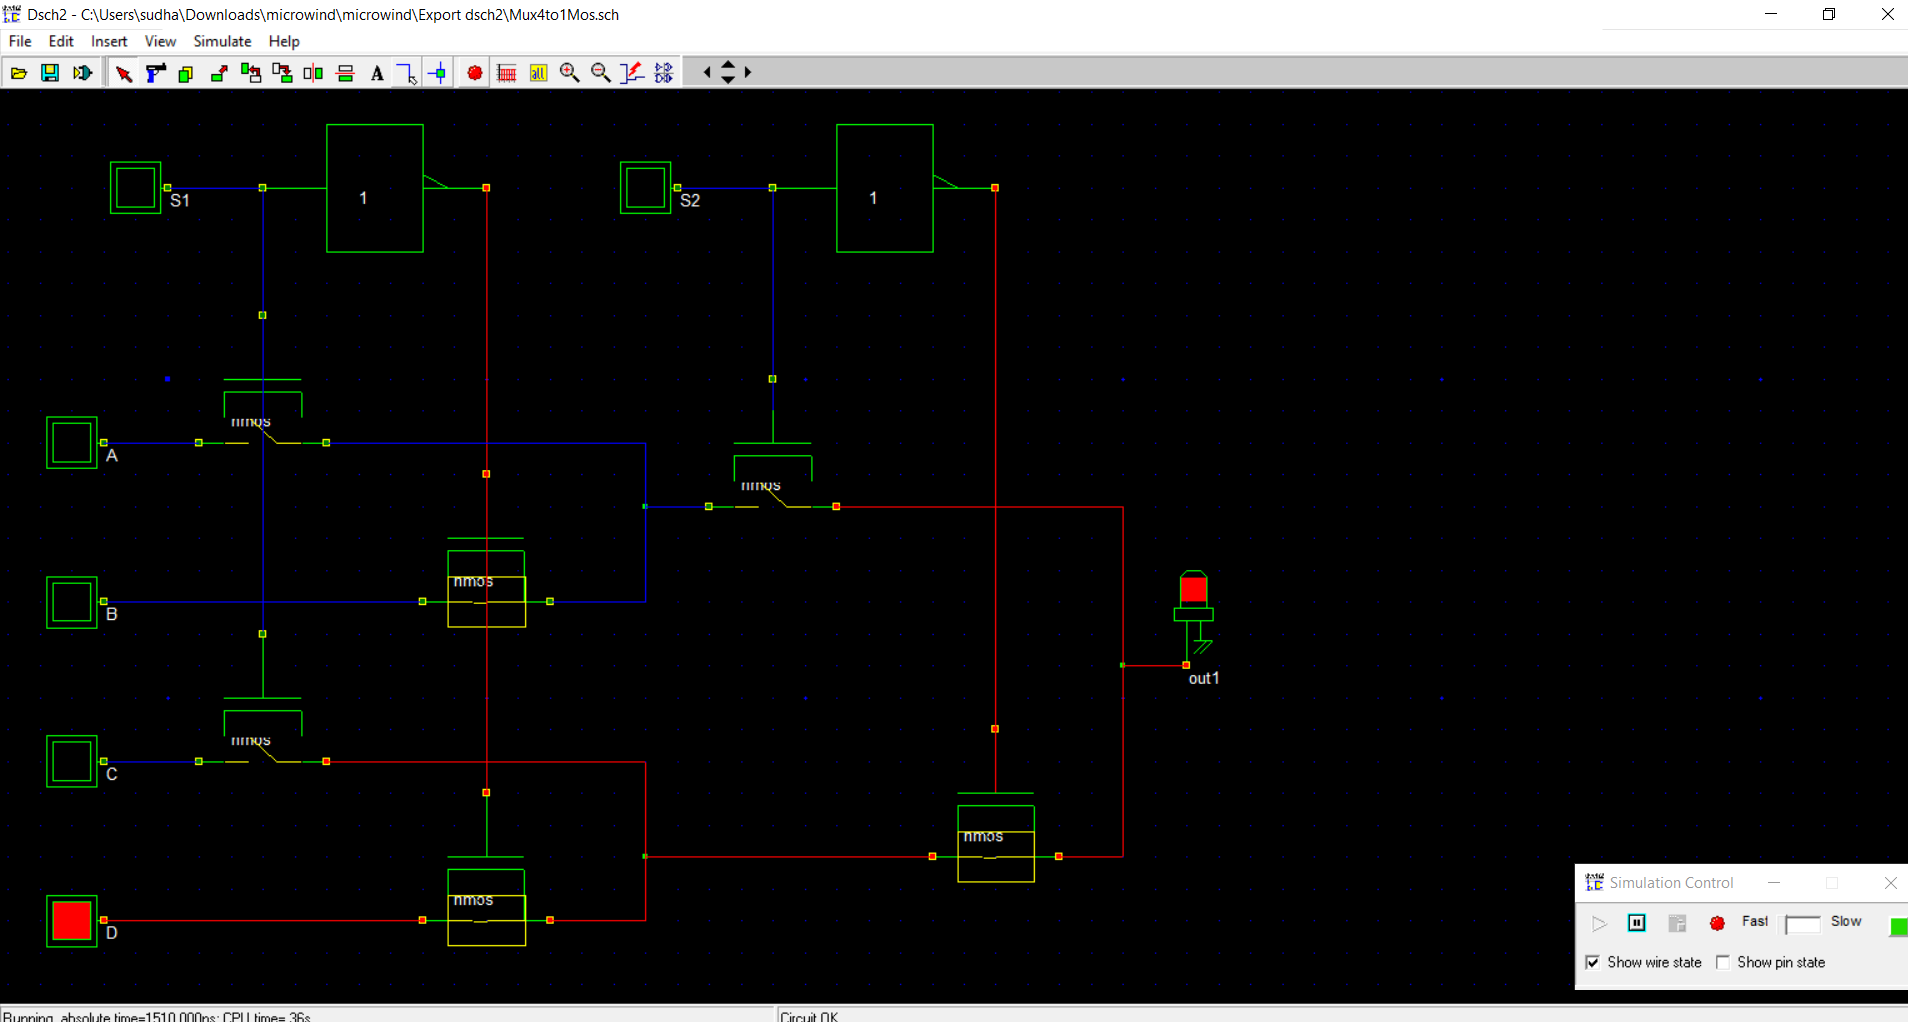 Dsch2 - C:\Users\sudha\Downloads\microwind\microwind\Export dsch2\Mux4to1Mos.sch
File Edit Insert View Simulate Help
A all
1 1
S1 S2
nmos
A
nmos
nmos
B
out1
nmos
C
nmos
nmos
D
Simulation Control
Fast Slow
Show wire state Show pin state
Running, absolute time=1510.000ns; CPU time= 36s Circuit OK